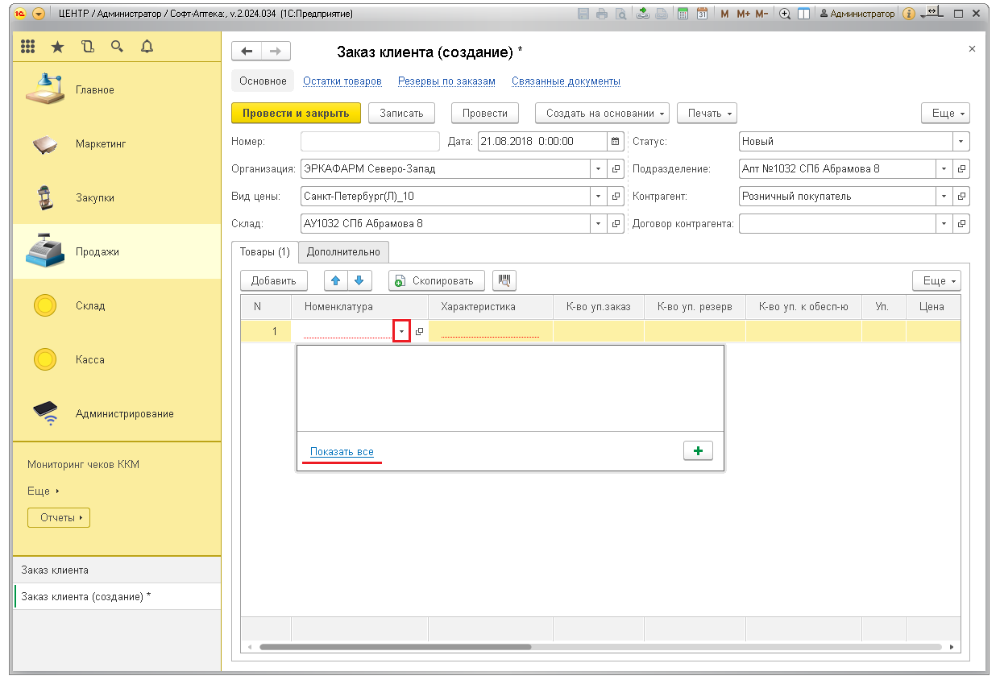 ЦЕНТР / Администратор / Софт-Аптека:, v.2.024.034 (1С:Предприятие)
M M+ M- Администратор
Главное
Маркетинг
Закупки
Продажи
Склад
Касса
Администрирование
Мониторинг чеков ККМ
Еще
Отчеты
Заказ клиента
Заказ клиента (создание) *
Заказ клиента (создание) *
Основное Остатки товаров Резервы по заказам Связанные документы
Провести и закрыть Записать Провести Создать на основании Печать Еще
Номер: Дата: 21.08.2018 0:00:00 Статус: Новый
Организация: ЭРКАФАРМ Северо-Запад Подразделение: Апт №1032 СПб Абрамова 8
Вид цены: Санкт-Петербург(Л)_10 Контрагент: Розничный покупатель
Склад: АУ1032 СПб Абрамова 8 Договор контрагента:
Товары (1) Дополнительно
Добавить Скопировать Еще
N Номенклатура Характеристика К-во уп.заказ К-во уп. резерв К-во уп. к обесп-ю Уп. Цена
1
Показать все